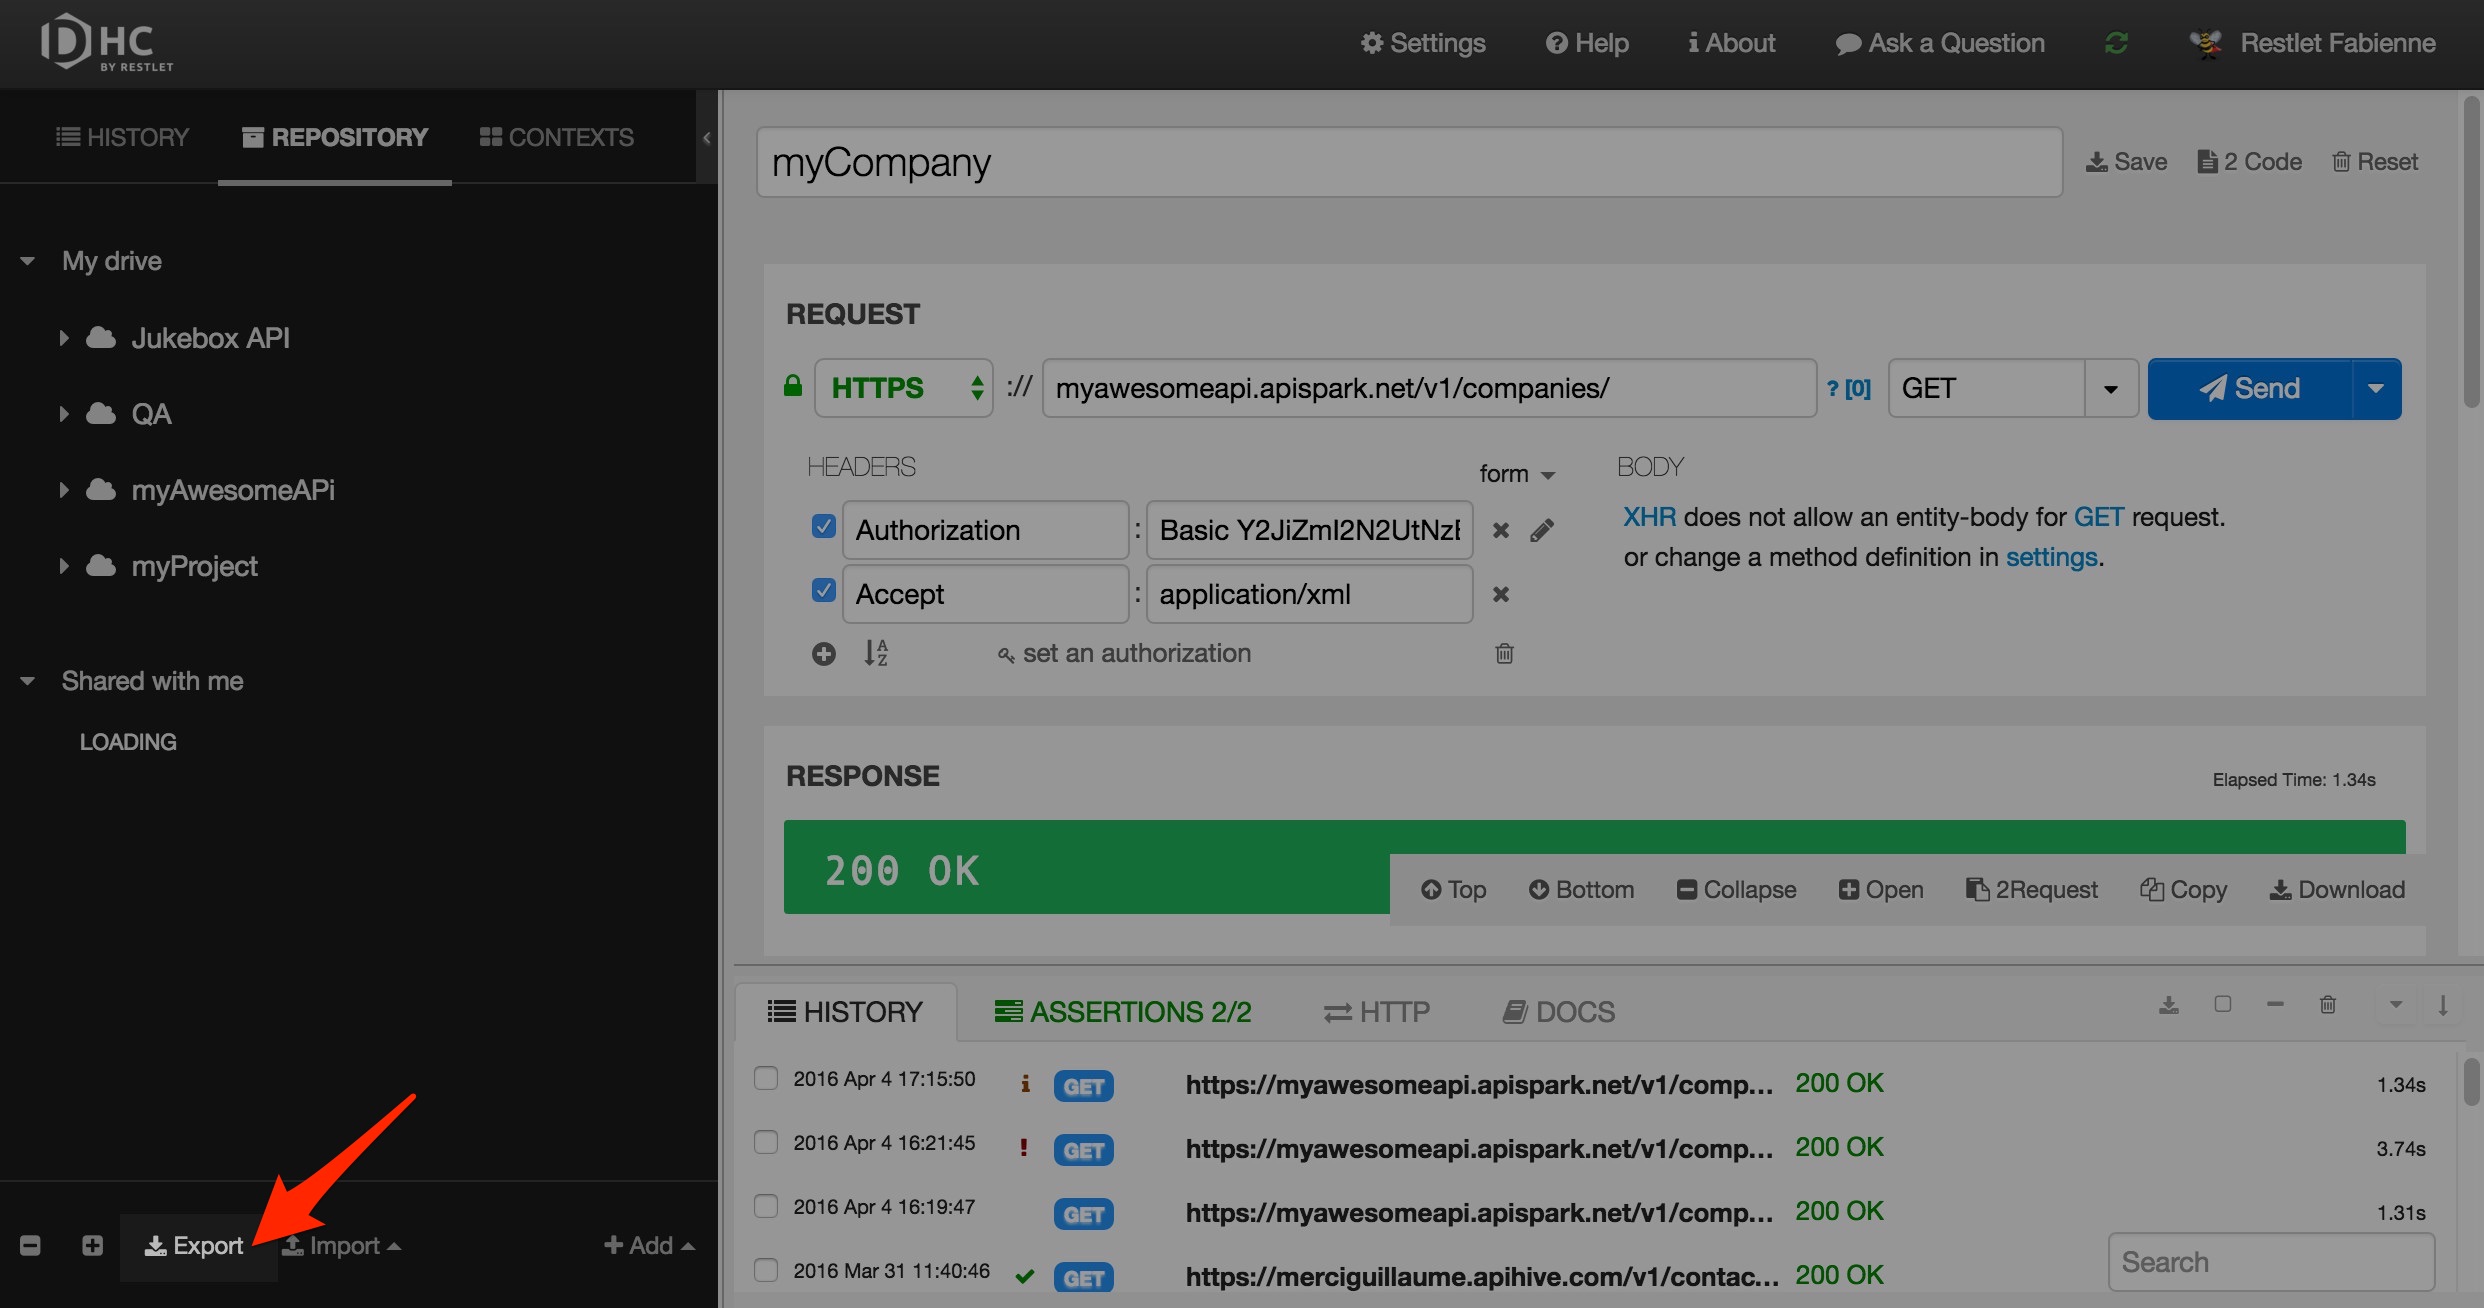 DHC
BY RESTLET
Settings
Help
About
Ask a Question
Restlet Fabienne
HISTORY
REPOSITORY
CONTEXTS
My drive
Jukebox API
QA
myAwesomeAPi
myProject
Shared with me
LOADING
Export
Import
Add
myCompany
Save
2 Code
Reset
REQUEST
HTTPS
://
myawesomeapi.apispark.net/v1/companies/
? [0]
GET
Send
HEADERS
form
Authorization : Basic Y2JiZmI2N2UtNzE
Accept : application/xml
A
Z
set an authorization
BODY
XHR does not allow an entity-body for GET request.
or change a method definition in settings.
RESPONSE
Elapsed Time: 1.34s
200 OK
Top
Bottom
Collapse
Open
2Request
Copy
Download
HISTORY
ASSERTIONS 2/2
HTTP
DOCS
2016 Apr 4 17:15:50 i GET https://myawesomeapi.apispark.net/v1/comp... 200 OK 1.34s
2016 Apr 4 16:21:45 ! GET https://myawesomeapi.apispark.net/v1/comp... 200 OK 3.74s
2016 Apr 4 16:19:47 GET https://myawesomeapi.apispark.net/v1/comp... 200 OK 1.31s
2016 Mar 31 11:40:46 GET https://merciguillaume.apihive.com/v1/contac... 200 OK
Search